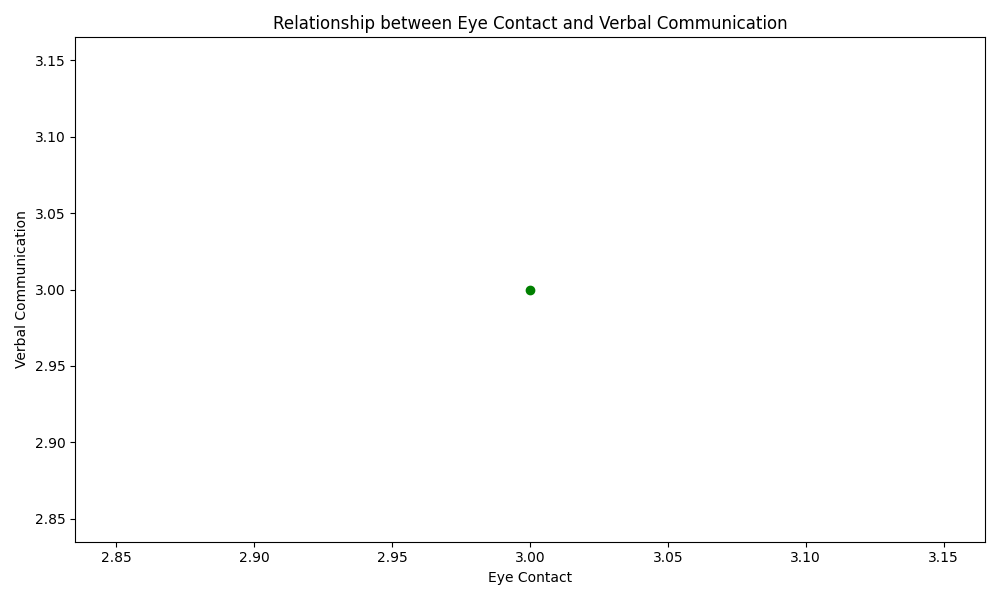 Relationship between Eye Contact and Verbal Communication
3.15
3.10
3.05
3.00
2.95
2.90
2.85
Verbal Communication
2.85 2.90 2.95 3.00 3.05 3.10 3.15
Eye Contact